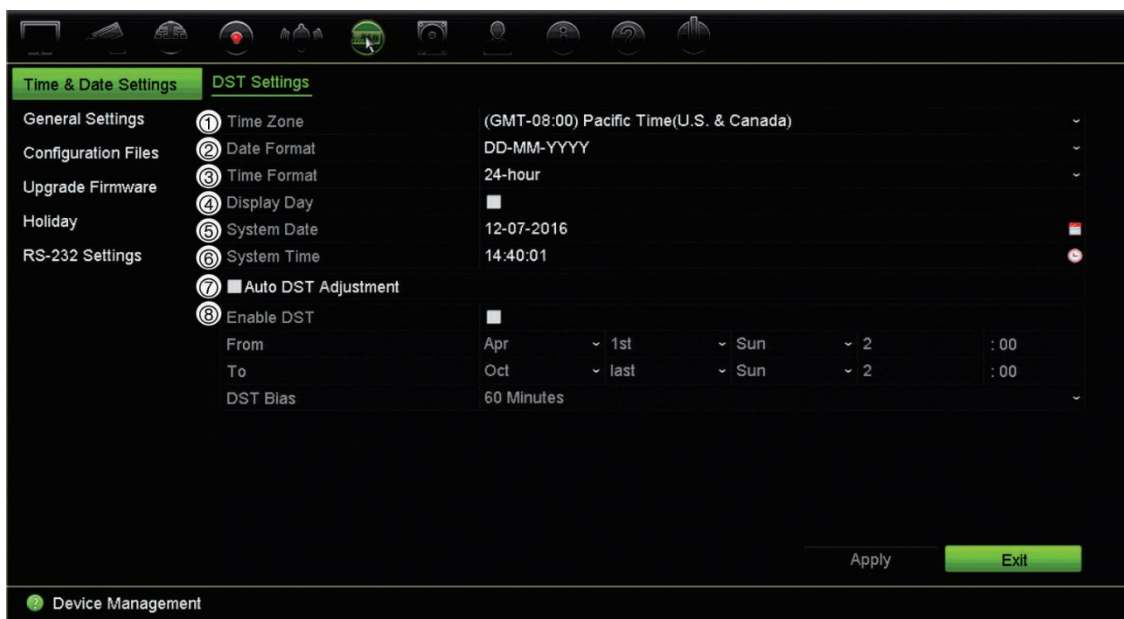 Time & Date Settings DST Settings
General Settings ① Time Zone (GMT-08:00) Pacific Time(U.S. & Canada)
Configuration Files ② Date Format DD-MM-YYYY
③ Time Format 24-hour
Upgrade Firmware
④ Display Day
Holiday ⑤ System Date 12-07-2016
RS-232 Settings ⑥ System Time 14:40:01
⑦ Auto DST Adjustment
⑧ Enable DST
From Apr 1st Sun 2 : 00
To Oct last Sun 2 : 00
DST Bias 60 Minutes
Apply Exit
? Device Management